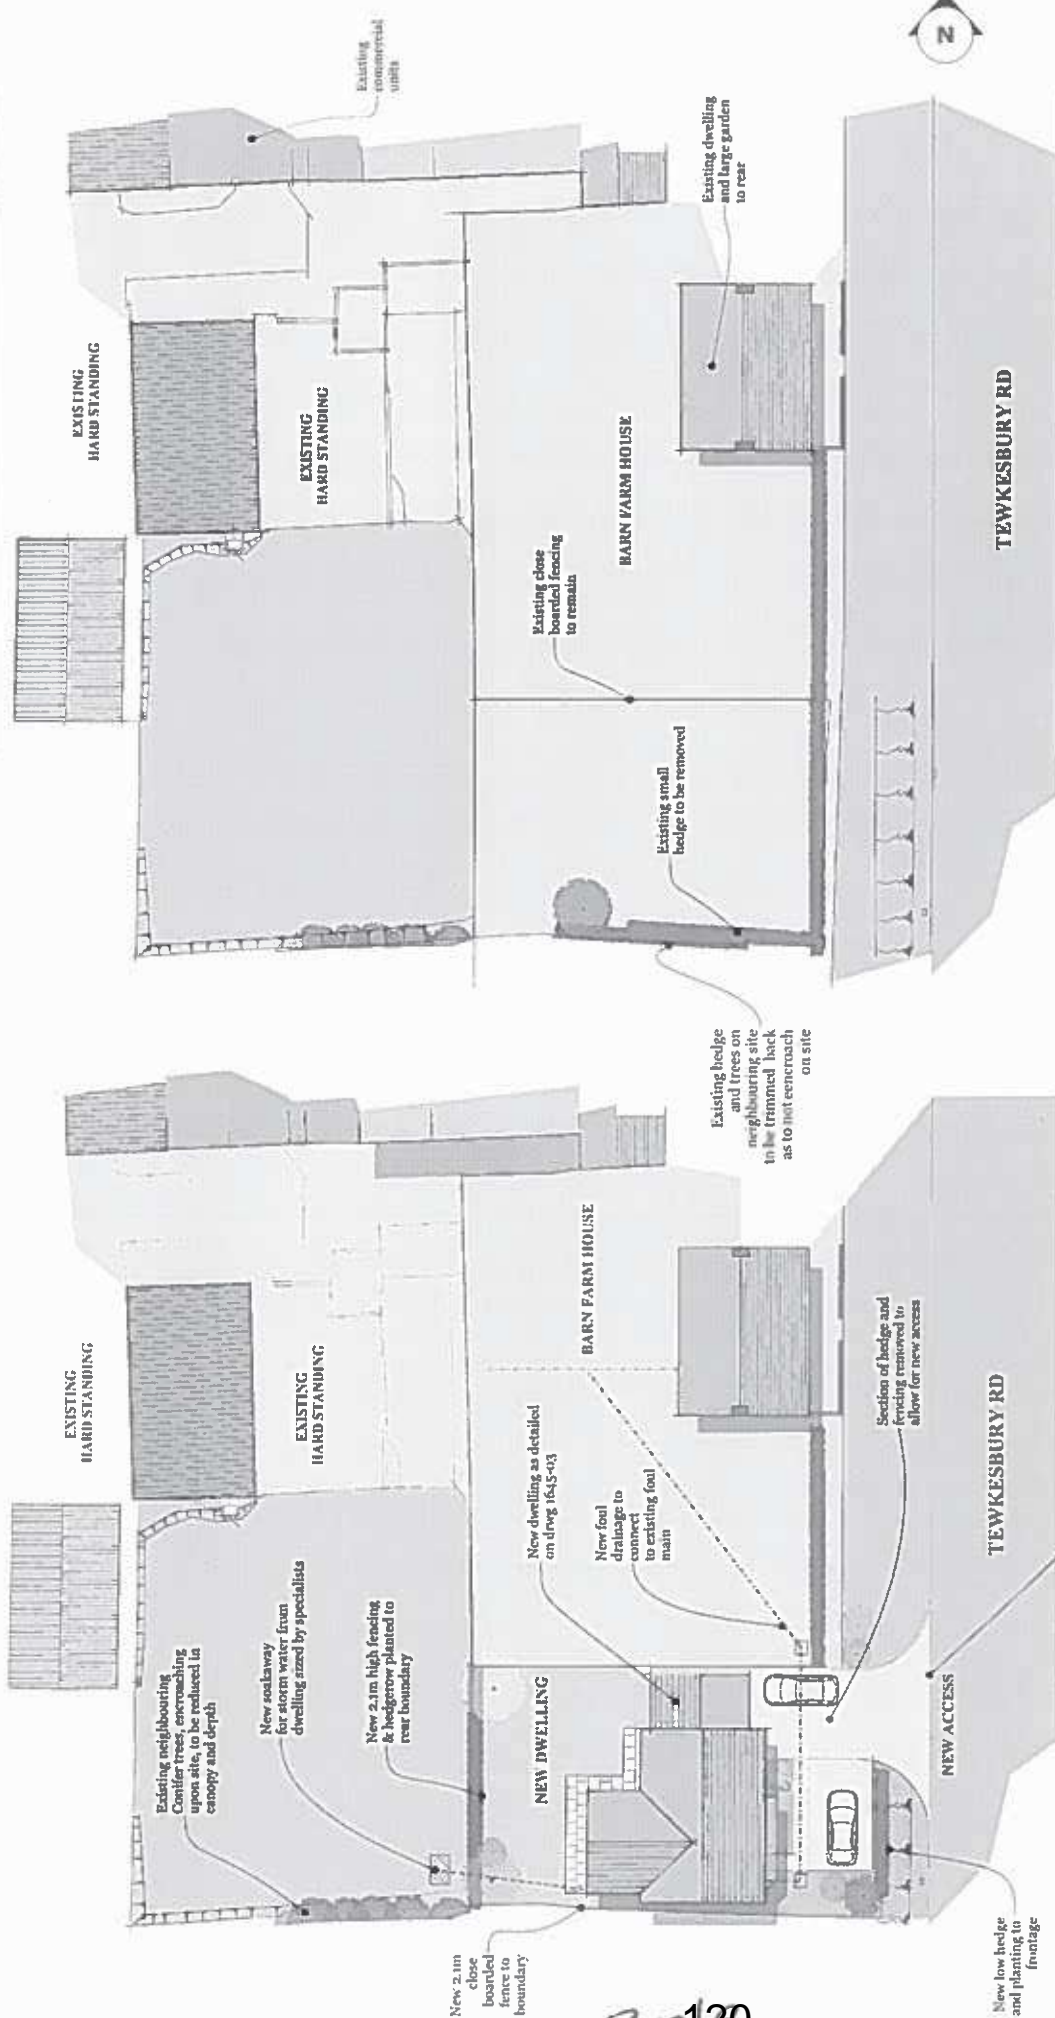 EXISTING
HARD STANDING
EXISTING
HARD STANDING
Existing neighbouring
Conifer trees, encroaching
upon site, to be reduced in
canopy and depth
New soakaway
for storm water from
dwelling sized by specialists
New 2.1m high fencing
& hedgerow planted to
rear boundary
New 2.1m
close
boarded
fence to
boundary
NEW DWELLING
New dwelling as detailed
on drwg 1645-03
BARN FARM HOUSE
New foul
drainage to
connect
to existing foul
main
Section of hedge and
fencing removed to
allow for new access
NEW ACCESS
TEWKESBURY RD
New low hedge
and planting to
frontage
EXISTING
HARD STANDING
EXISTING
HARD STANDING
Existing
commercial
units
Existing close
boarded fencing
to remain
BARN FARM HOUSE
Existing dwelling
and large garden
to rear
Existing small
hedge to be removed
Existing hedge
and trees on
neighbouring site
to be trimmed back
as to not eencroach
on site
TEWKESBURY RD
N
120